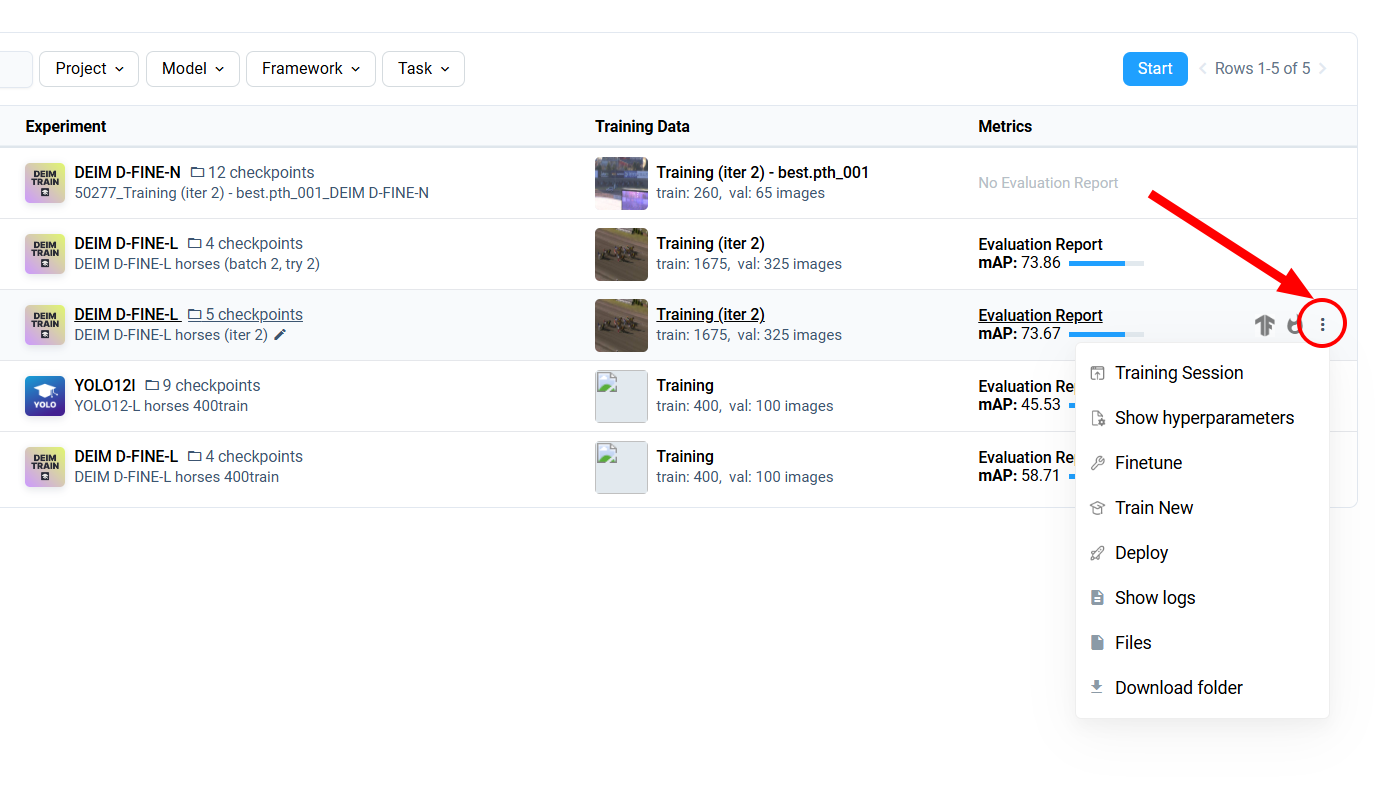 Project
Model
Framework
Task
Start
Rows 1-5 of 5
Experiment
Training Data
Metrics
DEIM TRAIN
DEIM D-FINE-N 12 checkpoints
50277_Training (iter 2) - best.pth_001_DEIM D-FINE-N
Training (iter 2) - best.pth_001
train: 260, val: 65 images
No Evaluation Report
DEIM TRAIN
DEIM D-FINE-L 4 checkpoints
DEIM D-FINE-L horses (batch 2, try 2)
Training (iter 2)
train: 1675, val: 325 images
Evaluation Report
mAP: 73.86
DEIM TRAIN
DEIM D-FINE-L 5 checkpoints
DEIM D-FINE-L horses (iter 2)
Training (iter 2)
train: 1675, val: 325 images
Evaluation Report
mAP: 73.67
YOLO
YOLO12l 9 checkpoints
YOLO12-L horses 400train
Training
train: 400, val: 100 images
Evaluation Re
mAP: 45.53
DEIM TRAIN
DEIM D-FINE-L 4 checkpoints
DEIM D-FINE-L horses 400train
Training
train: 400, val: 100 images
Evaluation Re
mAP: 58.71
Training Session
Show hyperparameters
Finetune
Train New
Deploy
Show logs
Files
Download folder